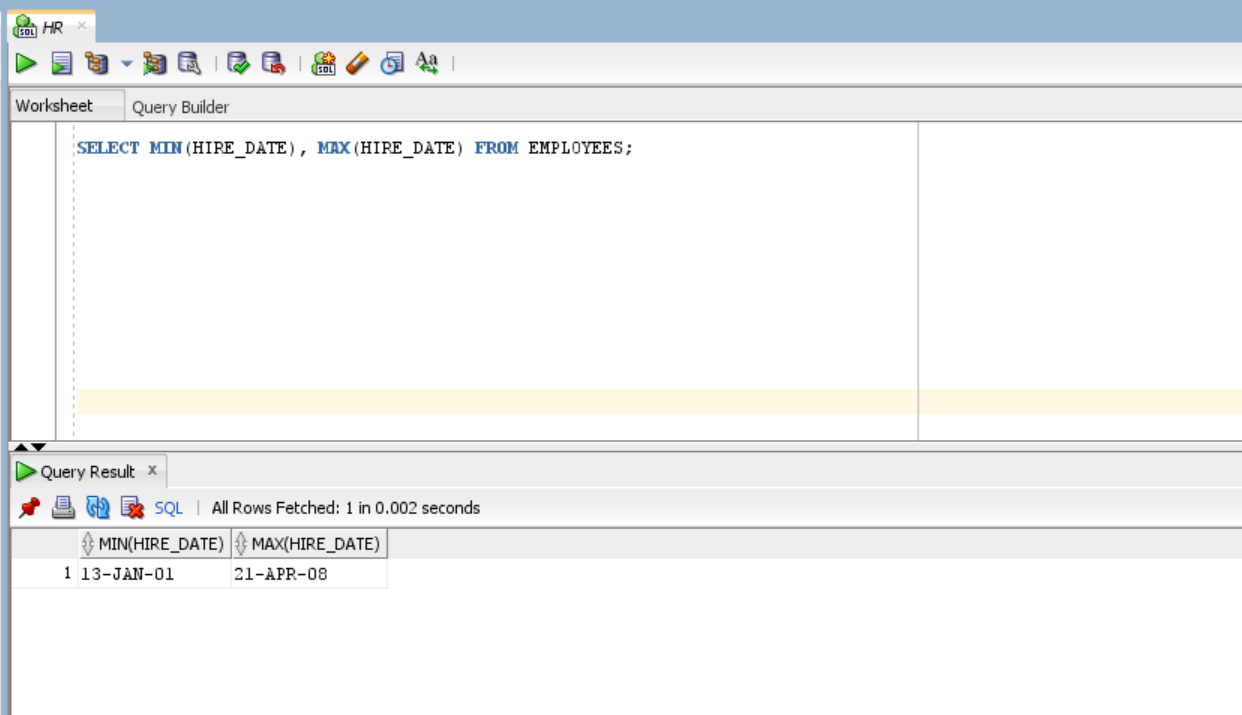 HR
Worksheet Query Builder
SELECT MIN(HIRE_DATE), MAX(HIRE_DATE) FROM EMPLOYEES;
Query Result
SQL All Rows Fetched: 1 in 0.002 seconds
MIN(HIRE_DATE) MAX(HIRE_DATE)
1 13-JAN-01 21-APR-08